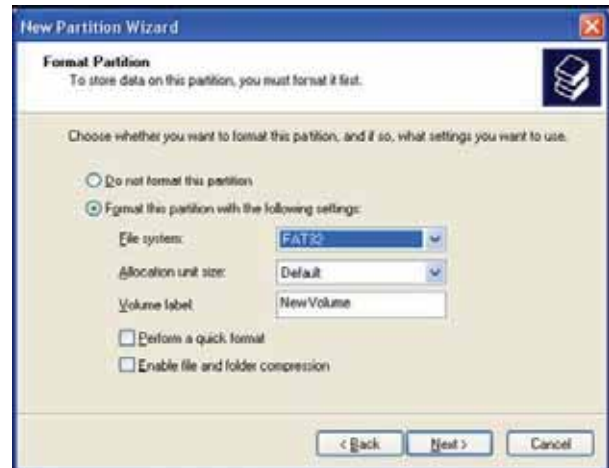 New Partition Wizard
Format Partition
To store data on this partition, you must format it first.
Choose whether you want to format this partition, and if so, what settings you want to use.
Do not format this partition
Format this partition with the following settings:
File system: FAT32
Allocation unit size: Default
Volume label: New Volume
Perform a quick format
Enable file and folder compression
< Back Next > Cancel